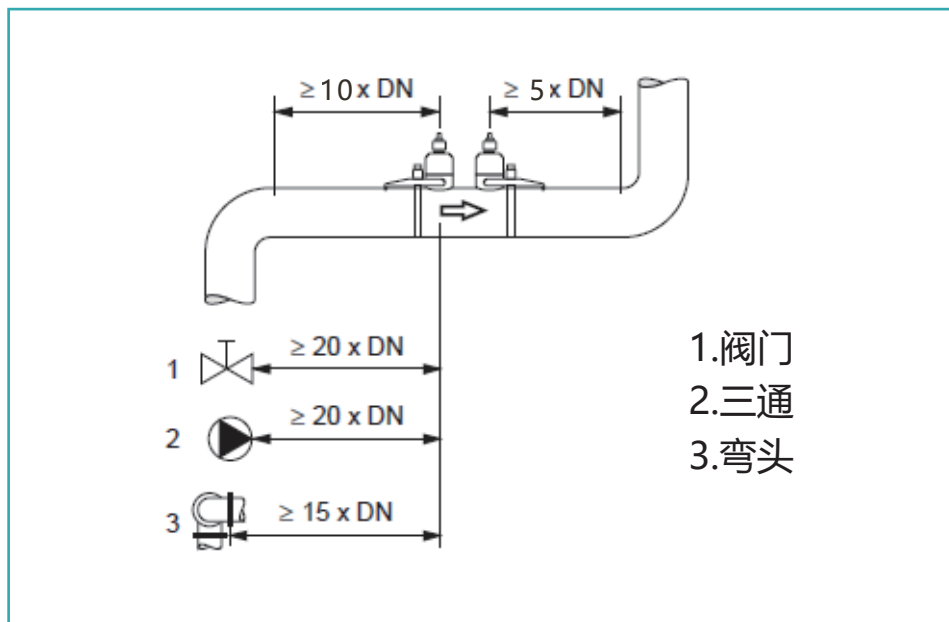 ≥ 10 x DN ≥ 5 x DN
1 ≥ 20 x DN
2 ≥ 20 x DN
3 ≥ 15 x DN
1.阀门
2.三通
3.弯头